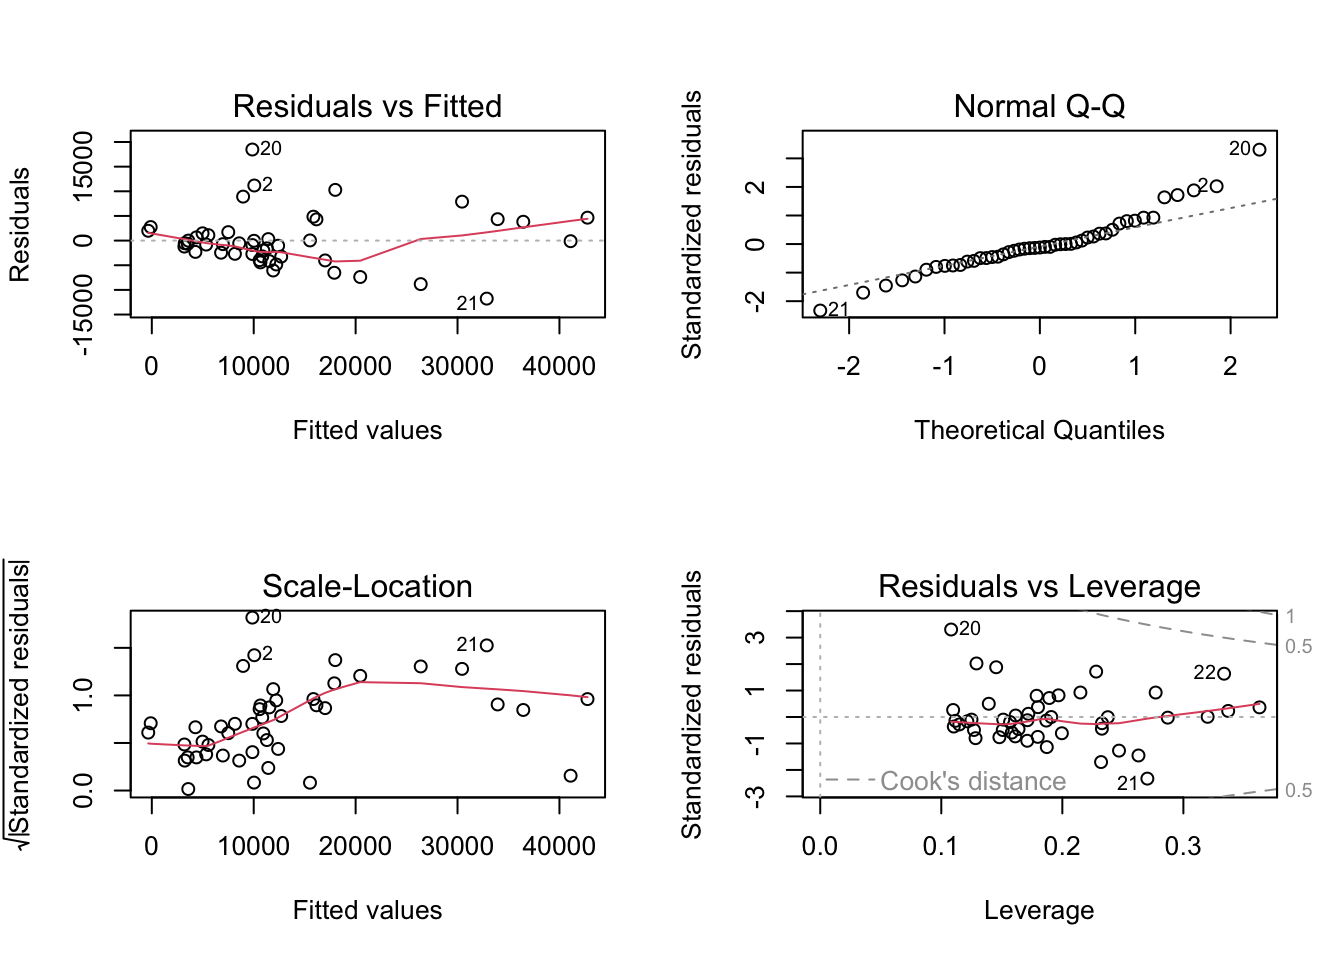 Residuals vs Fitted
Residuals
-15000 0 15000
20
2
21
0 10000 20000 30000 40000
Fitted values
Normal Q-Q
Standardized residuals
-2 0 2
20
2
21
-2 -1 0 1 2
Theoretical Quantiles
Scale-Location
√|Standardized residuals|
0.0 1.0
20
2
21
0 10000 20000 30000 40000
Fitted values
Residuals vs Leverage
Standardized residuals
-3 -1 1 3
20
22
21
Cook's distance
1
0.5
0.5
0.0 0.1 0.2 0.3
Leverage